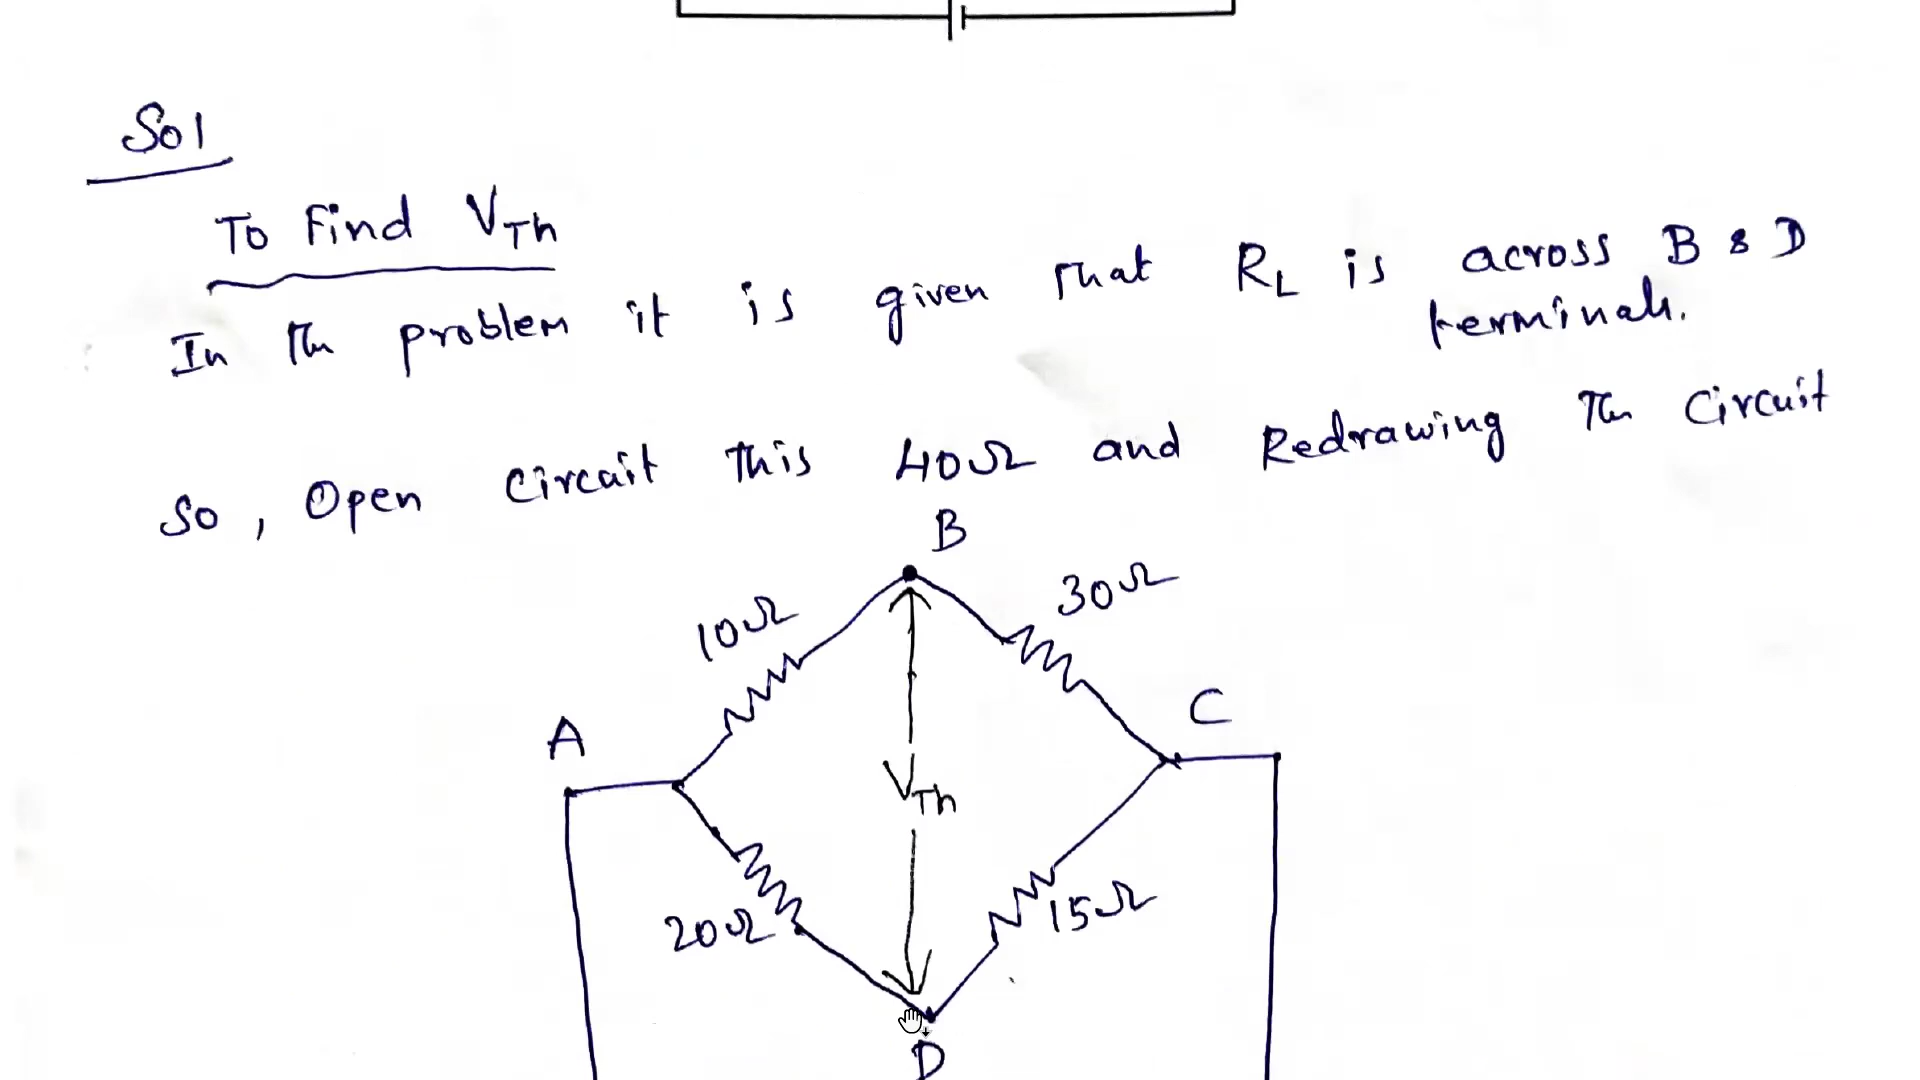 Sol
To Find VTh
In the problem it is given that RL is across B & D
terminals.
So, Open circuit this 40Ω and Redrawing the circuit
B
10Ω
30Ω
A
C
VTh
20Ω
15Ω
D